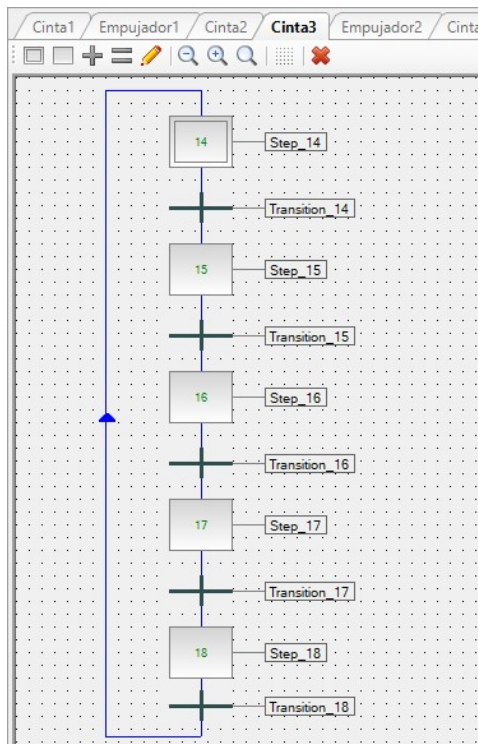 Cinta1 Empujador1 Cinta2 Cinta3 Empujador2 Cinta
14 Step_14
Transition_14
15 Step_15
Transition_15
16 Step_16
Transition_16
17 Step_17
Transition_17
18 Step_18
Transition_18